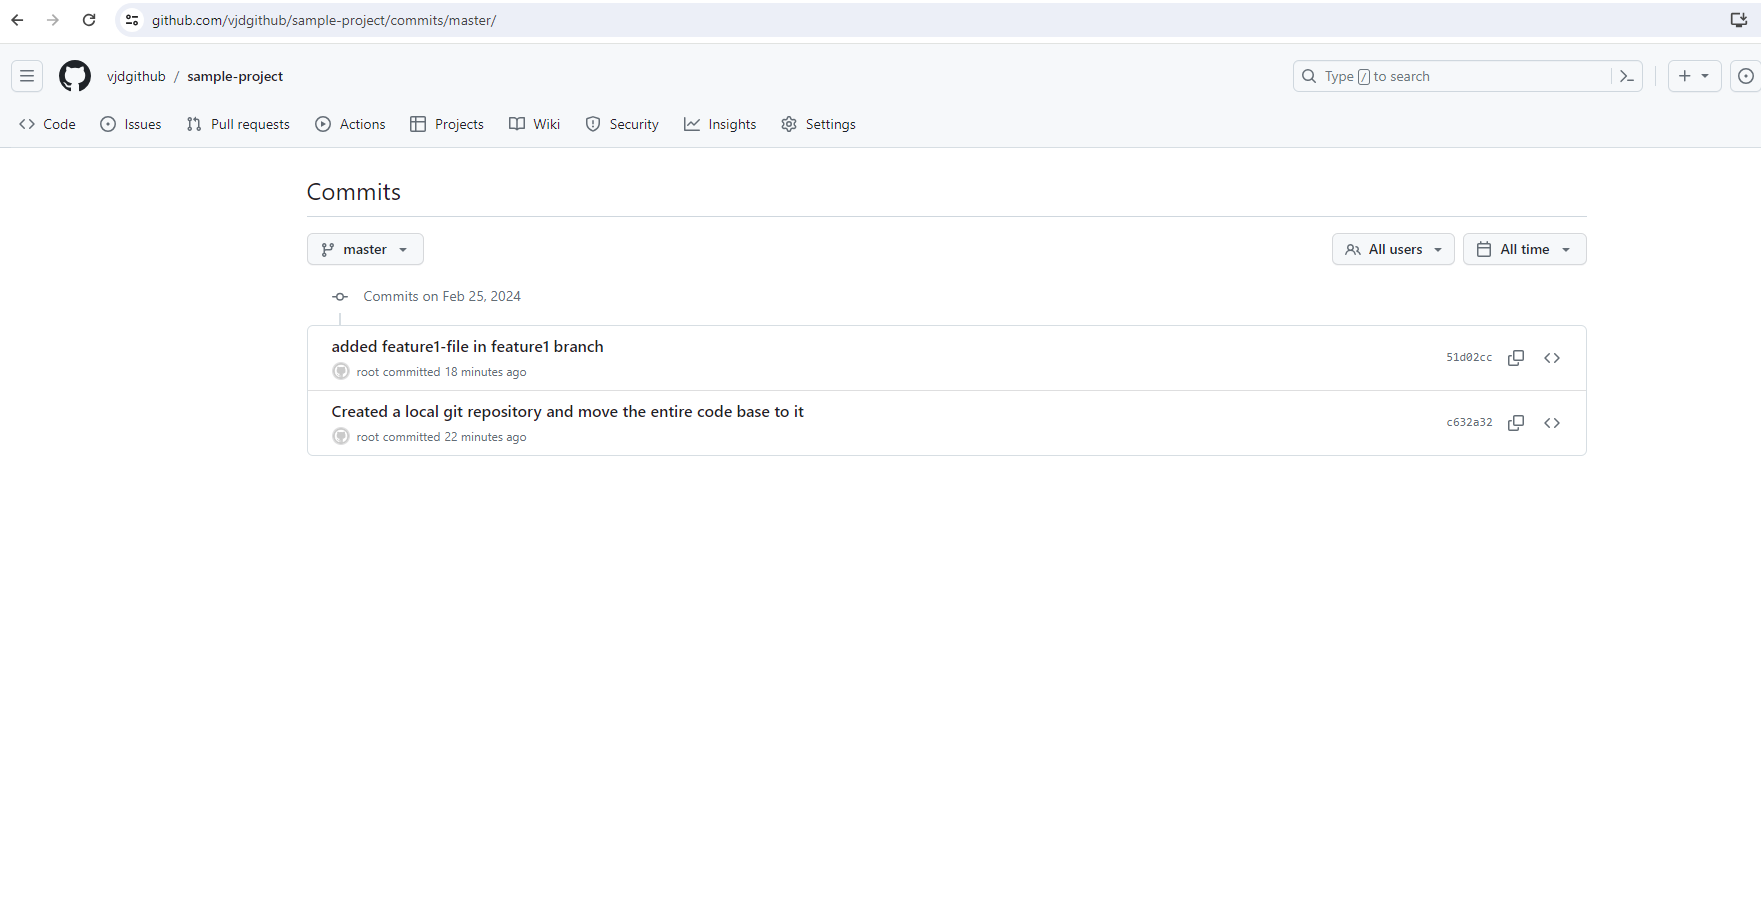 github.com/vjdgithub/sample-project/commits/master/
vjdgithub / sample-project
Type / to search
Code Issues Pull requests Actions Projects Wiki Security Insights Settings
Commits
master All users All time
Commits on Feb 25, 2024
added feature1-file in feature1 branch
51d02cc
root committed 18 minutes ago
Created a local git repository and move the entire code base to it
c632a32
root committed 22 minutes ago